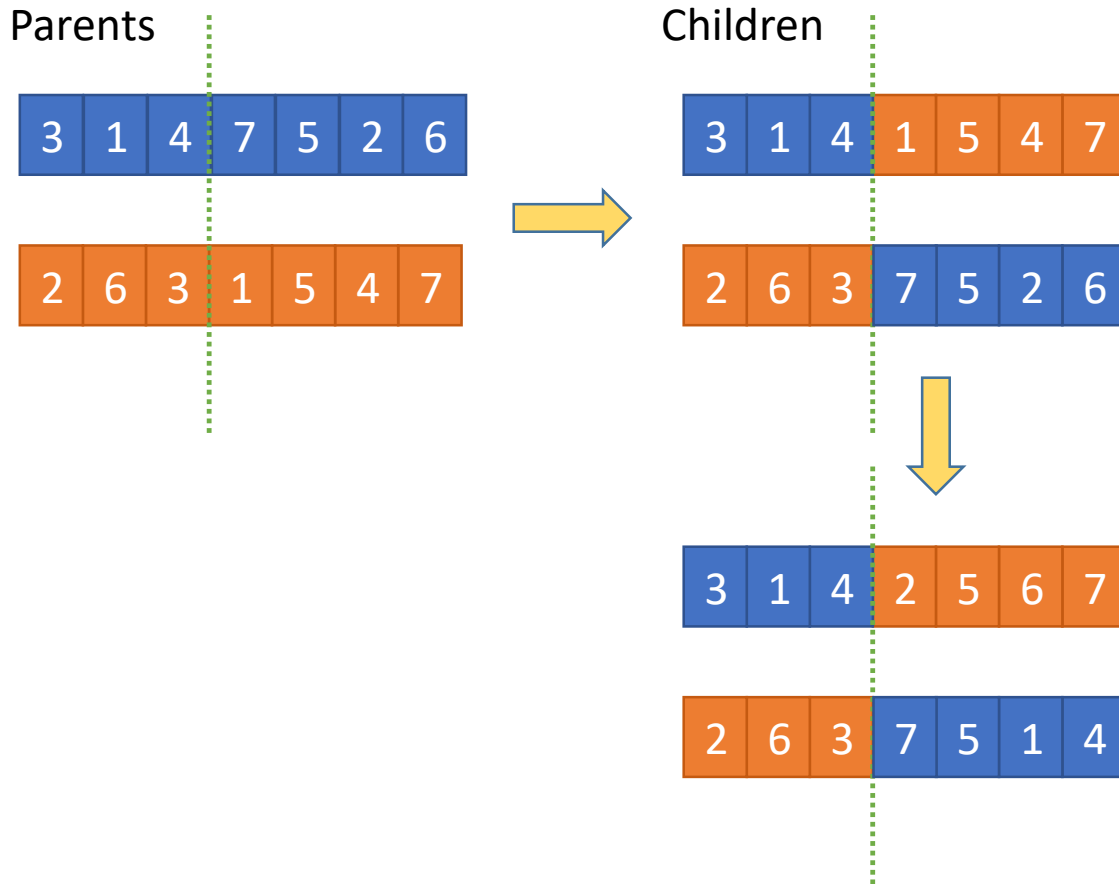 Parents
3 1 4 7 5 2 6
2 6 3 1 5 4 7
Children
3 1 4 1 5 4 7
2 6 3 7 5 2 6
3 1 4 2 5 6 7
2 6 3 7 5 1 4